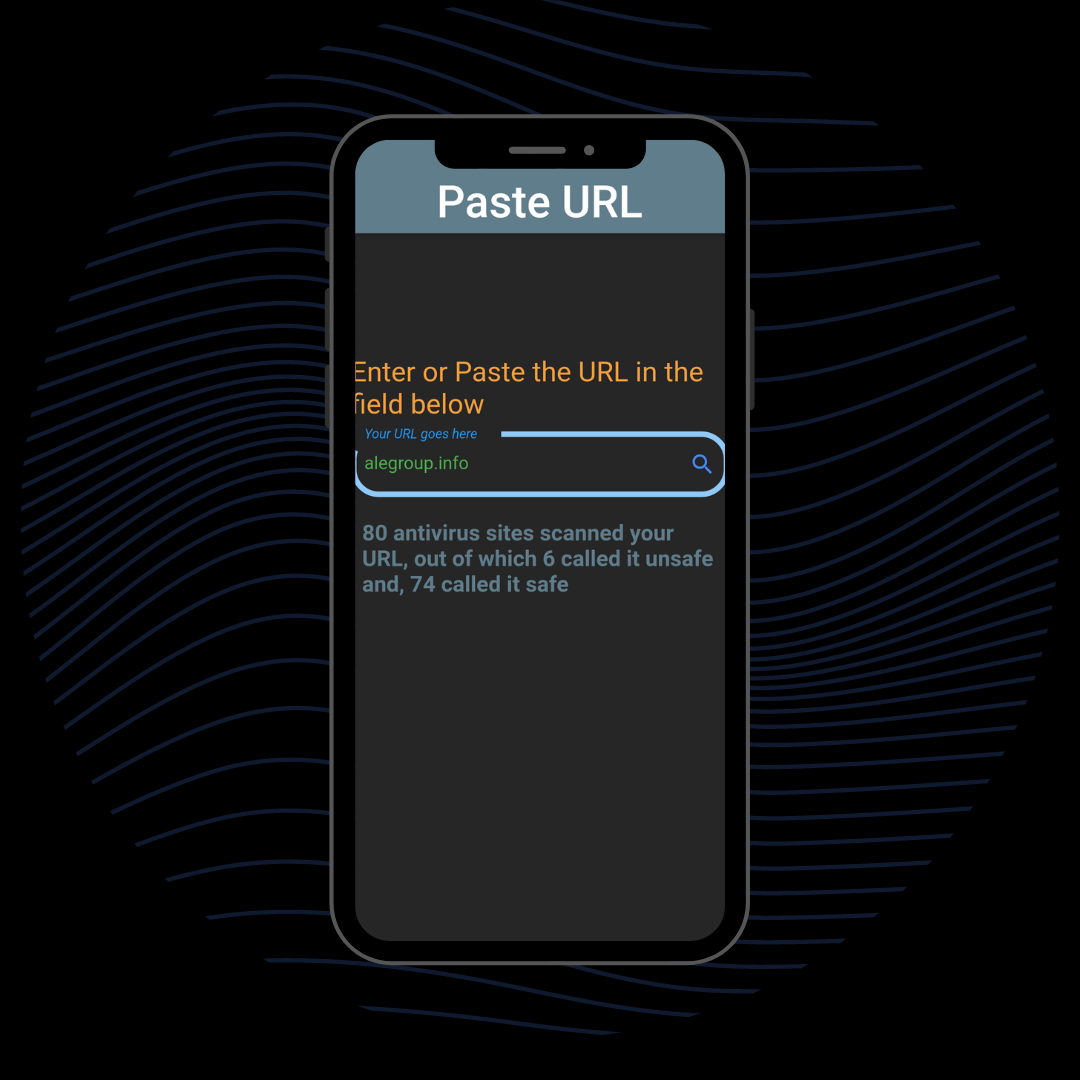 Paste URL
Enter or Paste the URL in the
field below
Your URL goes here
alegroup.info
80 antivirus sites scanned your
URL, out of which 6 called it unsafe
and, 74 called it safe